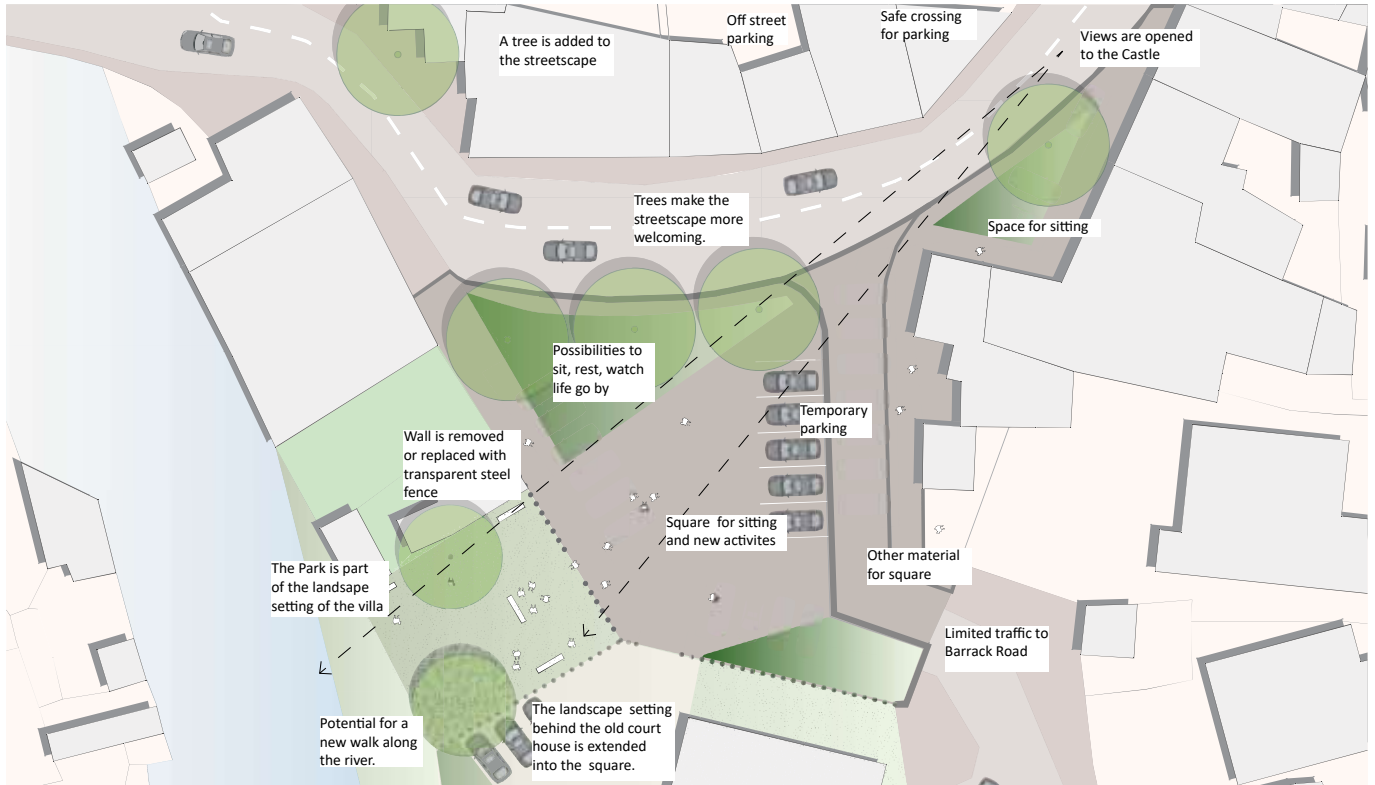 Off street
parking
Safe crossing
for parking
A tree is added to
the streetscape
Views are opened
to the Castle
Trees make the
streetscape more
welcoming.
Space for sitting
Possibilities to
sit, rest, watch
life go by
Temporary
parking
Wall is removed
or replaced with
transparent steel
fence
Square for sitting
and new activites
Other material
for square
The Park is part
of the landsape
setting of the villa
Limited traffic to
Barrack Road
Potential for a
new walk along
the river.
The landscape setting
behind the old court
house is extended
into the square.